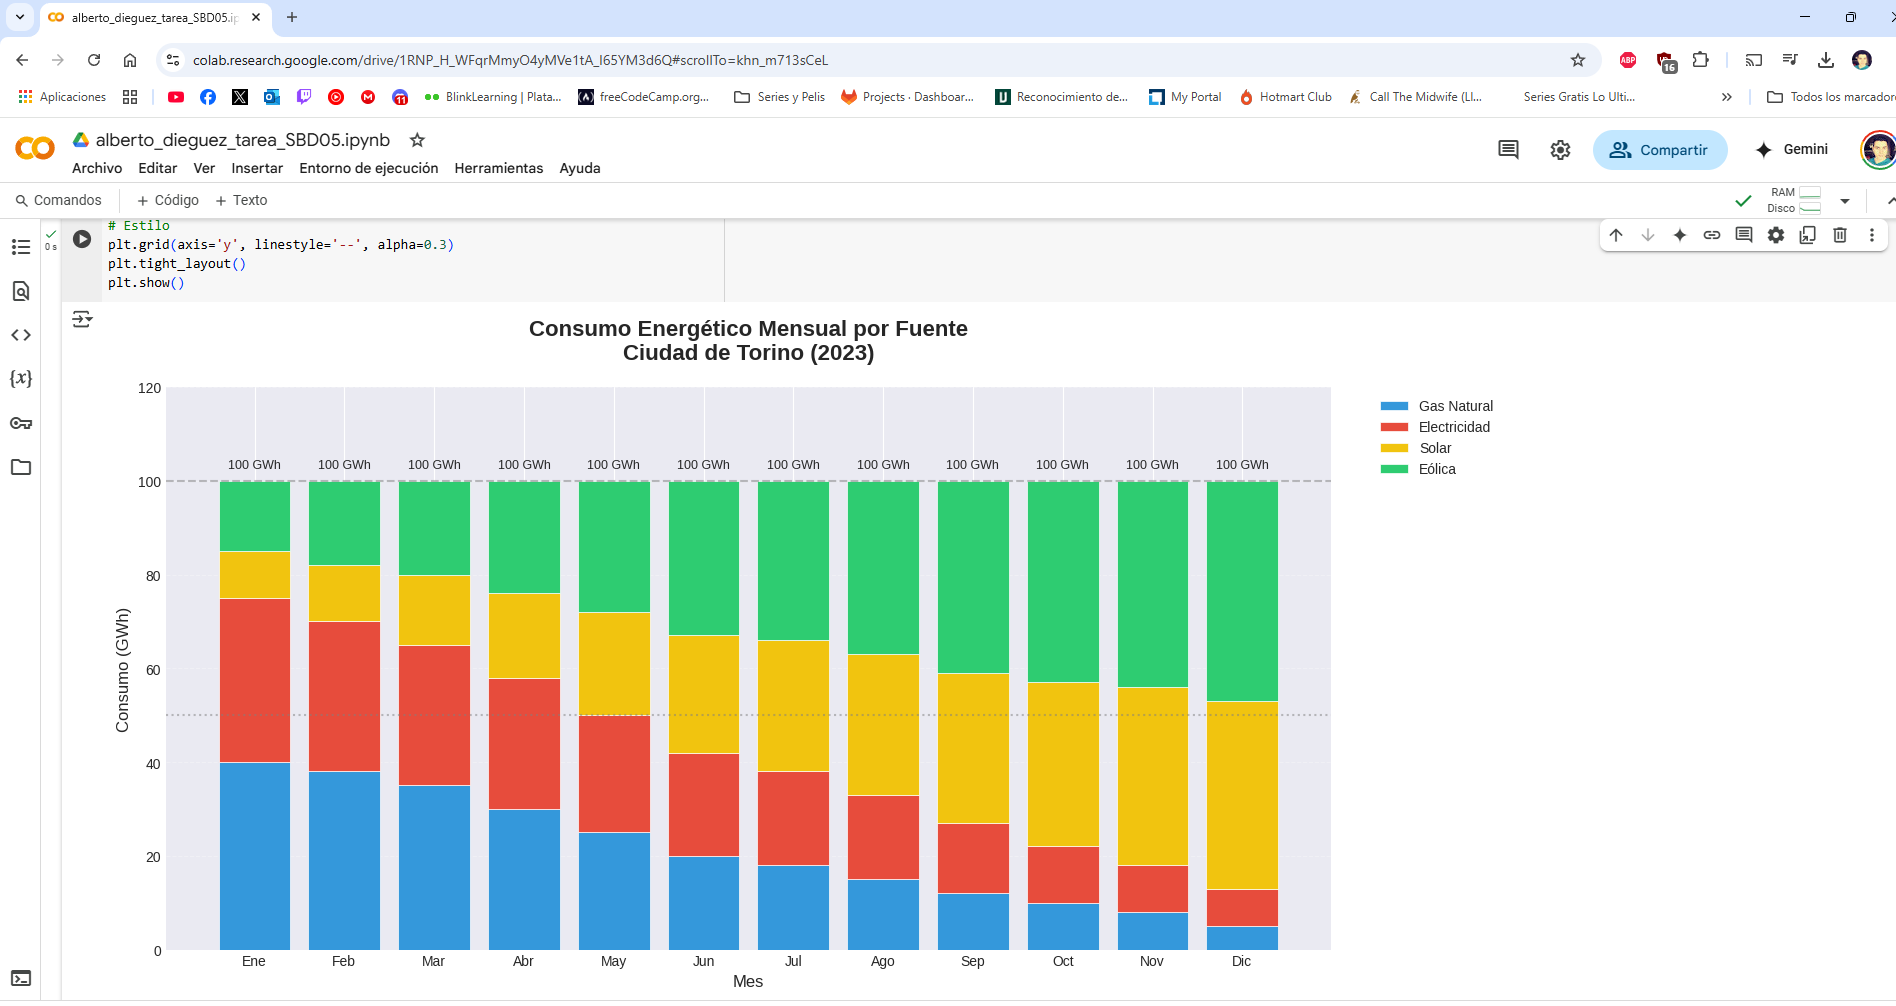 alberto_dieguez_tarea_SBD05.ip
colab.research.google.com/drive/1RNP_H_WFqrMmyO4yMVe1tA_I65YM3d6Q#scrollTo=khn_m713sCeL
ABP
16
Aplicaciones
11
BlinkLearning | Plata...
freeCodeCamp.org...
Series y Pelis
Projects · Dashboar...
Reconocimiento de...
My Portal
Hotmart Club
Call The Midwife (Ll...
Series Gratis Lo Ulti...
Todos los marcador
alberto_dieguez_tarea_SBD05.ipynb
Archivo Editar Ver Insertar Entorno de ejecución Herramientas Ayuda
Compartir
Gemini
Comandos + Código + Texto
RAM
Disco
0 s
# Estilo
plt.grid(axis='y', linestyle='--', alpha=0.3)
plt.tight_layout()
plt.show()
Consumo Energético Mensual por Fuente
Ciudad de Torino (2023)
120
100
80
60
40
20
0
Consumo (GWh)
100 GWh 100 GWh 100 GWh 100 GWh 100 GWh 100 GWh 100 GWh 100 GWh 100 GWh 100 GWh 100 GWh 100 GWh
Ene Feb Mar Abr May Jun Jul Ago Sep Oct Nov Dic
Mes
Gas Natural
Electricidad
Solar
Eólica